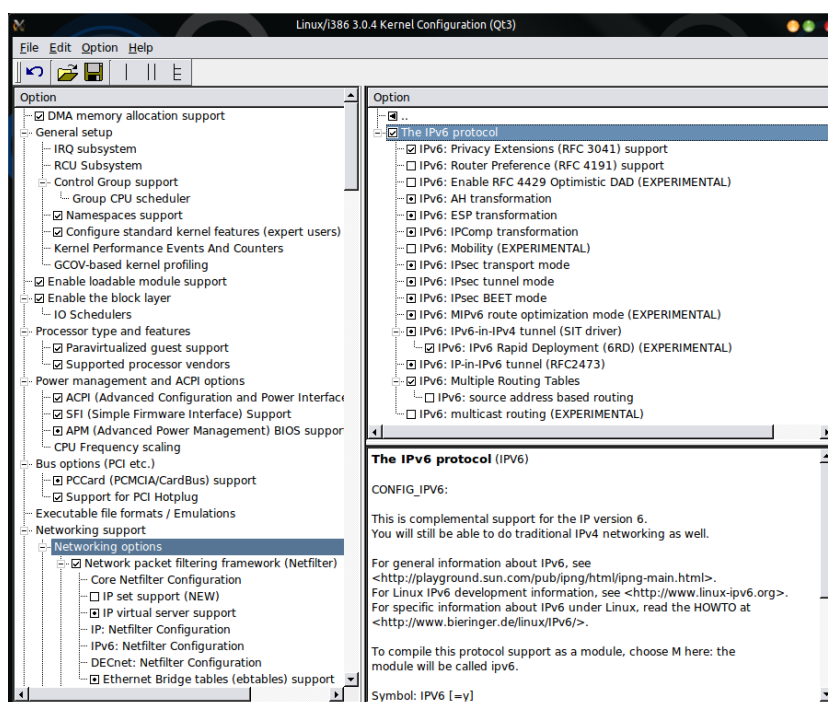 Linux/i386 3.0.4 Kernel Configuration (Qt3)
File Edit Option Help
Option
DMA memory allocation support
General setup
IRQ subsystem
RCU Subsystem
Control Group support
Group CPU scheduler
Namespaces support
Configure standard kernel features (expert users)
Kernel Performance Events And Counters
GCOV-based kernel profiling
Enable loadable module support
Enable the block layer
IO Schedulers
Processor type and features
Paravirtualized guest support
Supported processor vendors
Power management and ACPI options
ACPI (Advanced Configuration and Power Interface
SFI (Simple Firmware Interface) Support
APM (Advanced Power Management) BIOS suppor
CPU Frequency scaling
Bus options (PCI etc.)
PCCard (PCMCIA/CardBus) support
Support for PCI Hotplug
Executable file formats / Emulations
Networking support
Networking options
Network packet filtering framework (Netfilter)
Core Netfilter Configuration
IP set support (NEW)
IP virtual server support
IP: Netfilter Configuration
IPv6: Netfilter Configuration
DECnet: Netfilter Configuration
Ethernet Bridge tables (ebtables) support
Option
..
The IPv6 protocol
IPv6: Privacy Extensions (RFC 3041) support
IPv6: Router Preference (RFC 4191) support
IPv6: Enable RFC 4429 Optimistic DAD (EXPERIMENTAL)
IPv6: AH transformation
IPv6: ESP transformation
IPv6: IPComp transformation
IPv6: Mobility (EXPERIMENTAL)
IPv6: IPsec transport mode
IPv6: IPsec tunnel mode
IPv6: IPsec BEET mode
IPv6: MIPv6 route optimization mode (EXPERIMENTAL)
IPv6: IPv6-in-IPv4 tunnel (SIT driver)
IPv6: IPv6 Rapid Deployment (6RD) (EXPERIMENTAL)
IPv6: IP-in-IPv6 tunnel (RFC2473)
IPv6: Multiple Routing Tables
IPv6: source address based routing
IPv6: multicast routing (EXPERIMENTAL)
The IPv6 protocol (IPV6)
CONFIG_IPV6:
This is complemental support for the IP version 6.
You will still be able to do traditional IPv4 networking as well.
For general information about IPv6, see
<http://playground.sun.com/pub/ipng/html/ipng-main.html>.
For Linux IPv6 development information, see <http://www.linux-ipv6.org>.
For specific information about IPv6 under Linux, read the HOWTO at
<http://www.bieringer.de/linux/IPv6/>.
To compile this protocol support as a module, choose M here: the
module will be called ipv6.
Symbol: IPV6 [=y]